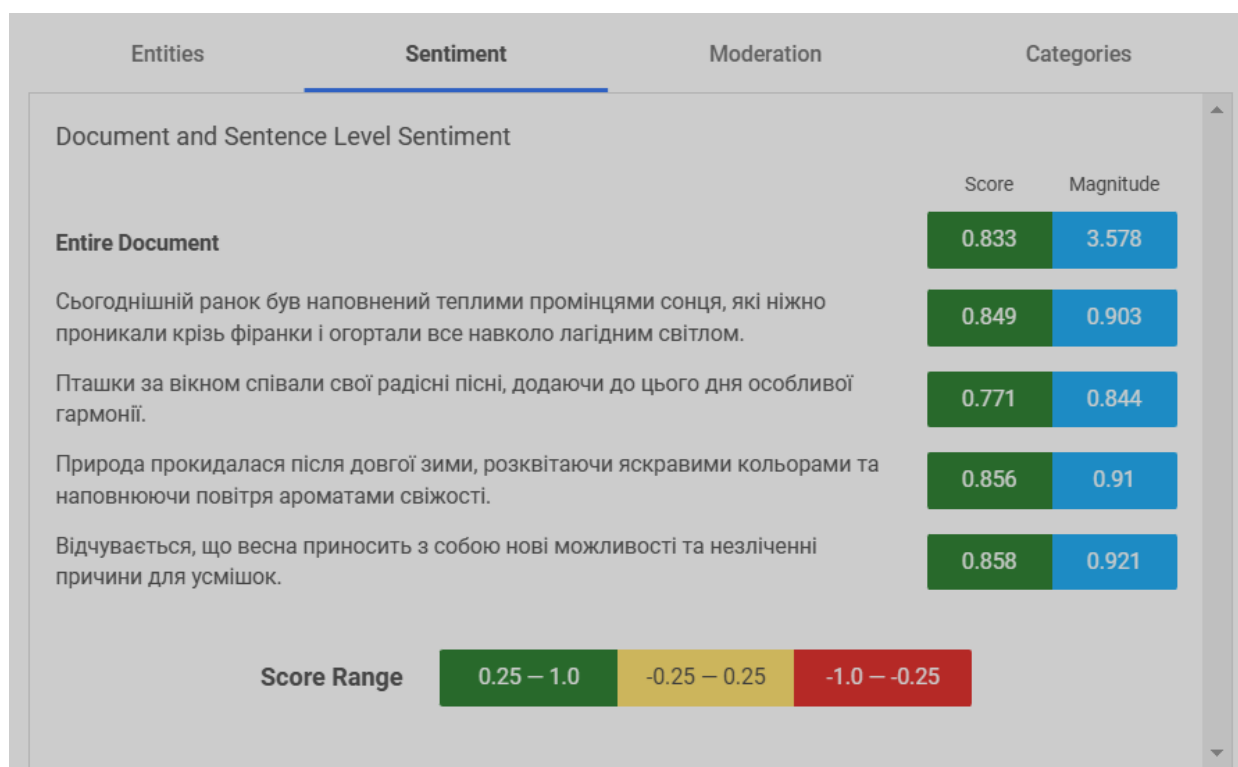 Entities Sentiment Moderation Categories
Document and Sentence Level Sentiment
Score Magnitude
Entire Document 0.833 3.578
Сьогоднішній ранок був наповнений теплими промінцями сонця, які ніжно
проникали крізь фіранки і огортали все навколо лагідним світлом.
0.849 0.903
Пташки за вікном співали свої радісні пісні, додаючи до цього дня особливої
гармонії.
0.771 0.844
Природа прокидалася після довгої зими, розквітаючи яскравими кольорами та
наповнюючи повітря ароматами свіжості.
0.856 0.91
Відчувається, що весна приносить з собою нові можливості та незліченні
причини для усмішок.
0.858 0.921
Score Range 0.25 — 1.0 -0.25 — 0.25 -1.0 — -0.25